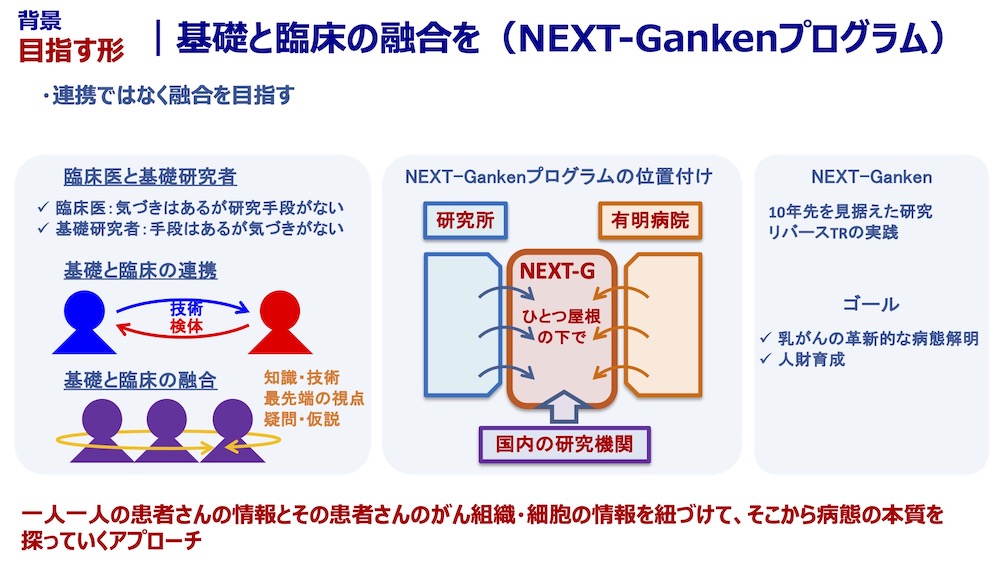 背景
目指す形
｜基礎と臨床の融合を（NEXT-Gankenプログラム）
・連携ではなく融合を目指す
臨床医と基礎研究者
✓ 臨床医：気づきはあるが研究手段がない
✓ 基礎研究者：手段はあるが気づきがない
基礎と臨床の連携
技術
検体
基礎と臨床の融合
知識・技術
最先端の視点
疑問・仮説
NEXT-Gankenプログラムの位置付け
研究所
有明病院
NEXT-G
ひとつ屋根
の下で
国内の研究機関
NEXT-Ganken
10年先を見据えた研究
リバースTRの実践
ゴール
✓ 乳がんの革新的な病態解明
✓ 人財育成
一人一人の患者さんの情報とその患者さんのがん組織・細胞の情報を紐づけて、そこから病態の本質を
探っていくアプローチ